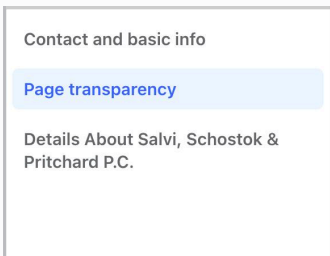 Contact and basic info
Page transparency
Details About Salvi, Schostok &
Pritchard P.C.